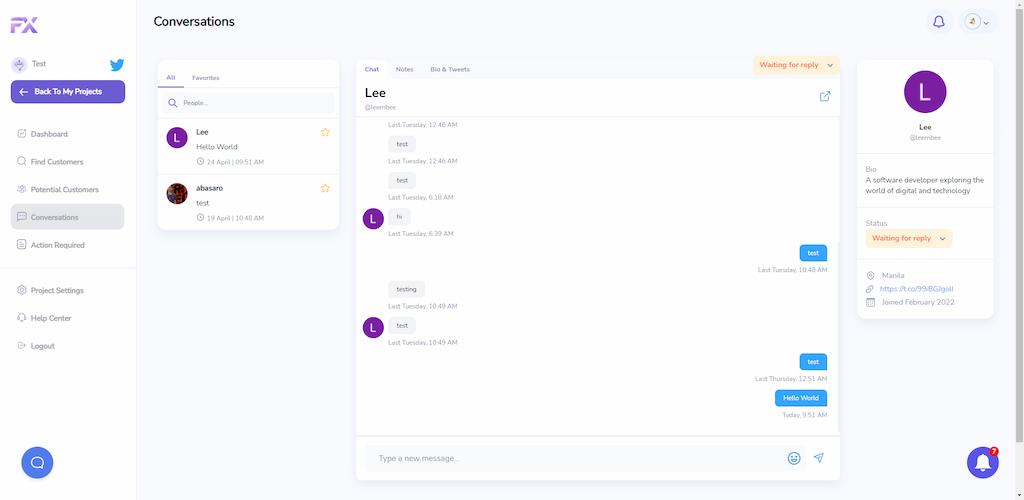 FX
Conversations
Test
Back To My Projects
Dashboard
Find Customers
Potential Customers
Conversations
Action Required
Project Settings
Help Center
Logout
All Favorites
People...
L
Lee
Hello World
24 April | 09:51 AM
abasaro
test
19 April | 10:48 AM
Chat Notes Bio & Tweets
Waiting for reply
Lee
@leernbee
Last Tuesday, 12:46 AM
test
Last Tuesday, 12:46 AM
test
Last Tuesday, 6:18 AM
L
hi
Last Tuesday, 6:39 AM
test
Last Tuesday, 10:48 AM
testing
Last Tuesday, 10:49 AM
L
test
Last Tuesday, 10:49 AM
test
Last Thursday, 12:51 AM
Hello World
Today, 9:51 AM
Type a new message...
L
Lee
@leernbee
Bio
A software developer exploring the
world of digital and technology
Status
Waiting for reply
Manila
Joined February 2022
7